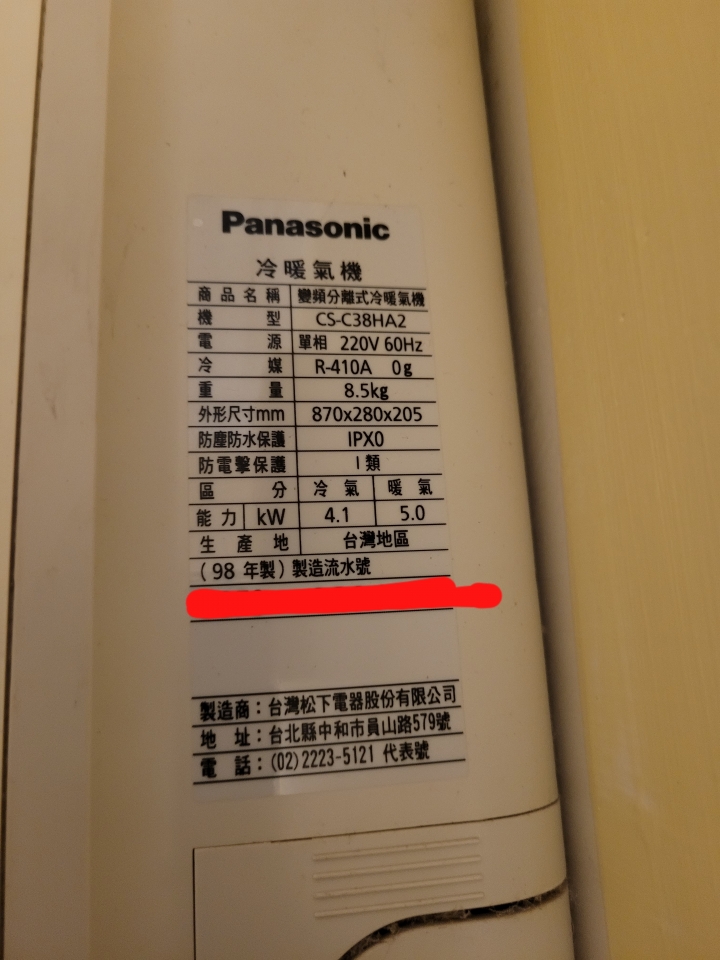 Panasonic
冷暖氣機
商品名稱 變頻分離式冷暖氣機
機型 CS-C38HA2
電源 單相 220V 60Hz
冷媒 R-410A 0g
重量 8.5kg
外形尺寸mm 870x280x205
防塵防水保護 IPX0
防電擊保護 I類
區分 冷氣 暖氣
能力 kW 4.1 5.0
生產地 台灣地區
(98 年製) 製造流水號
製造商：台灣松下電器股份有限公司
地址：台北縣中和市員山路579號
電話：(02)2223-5121 代表號